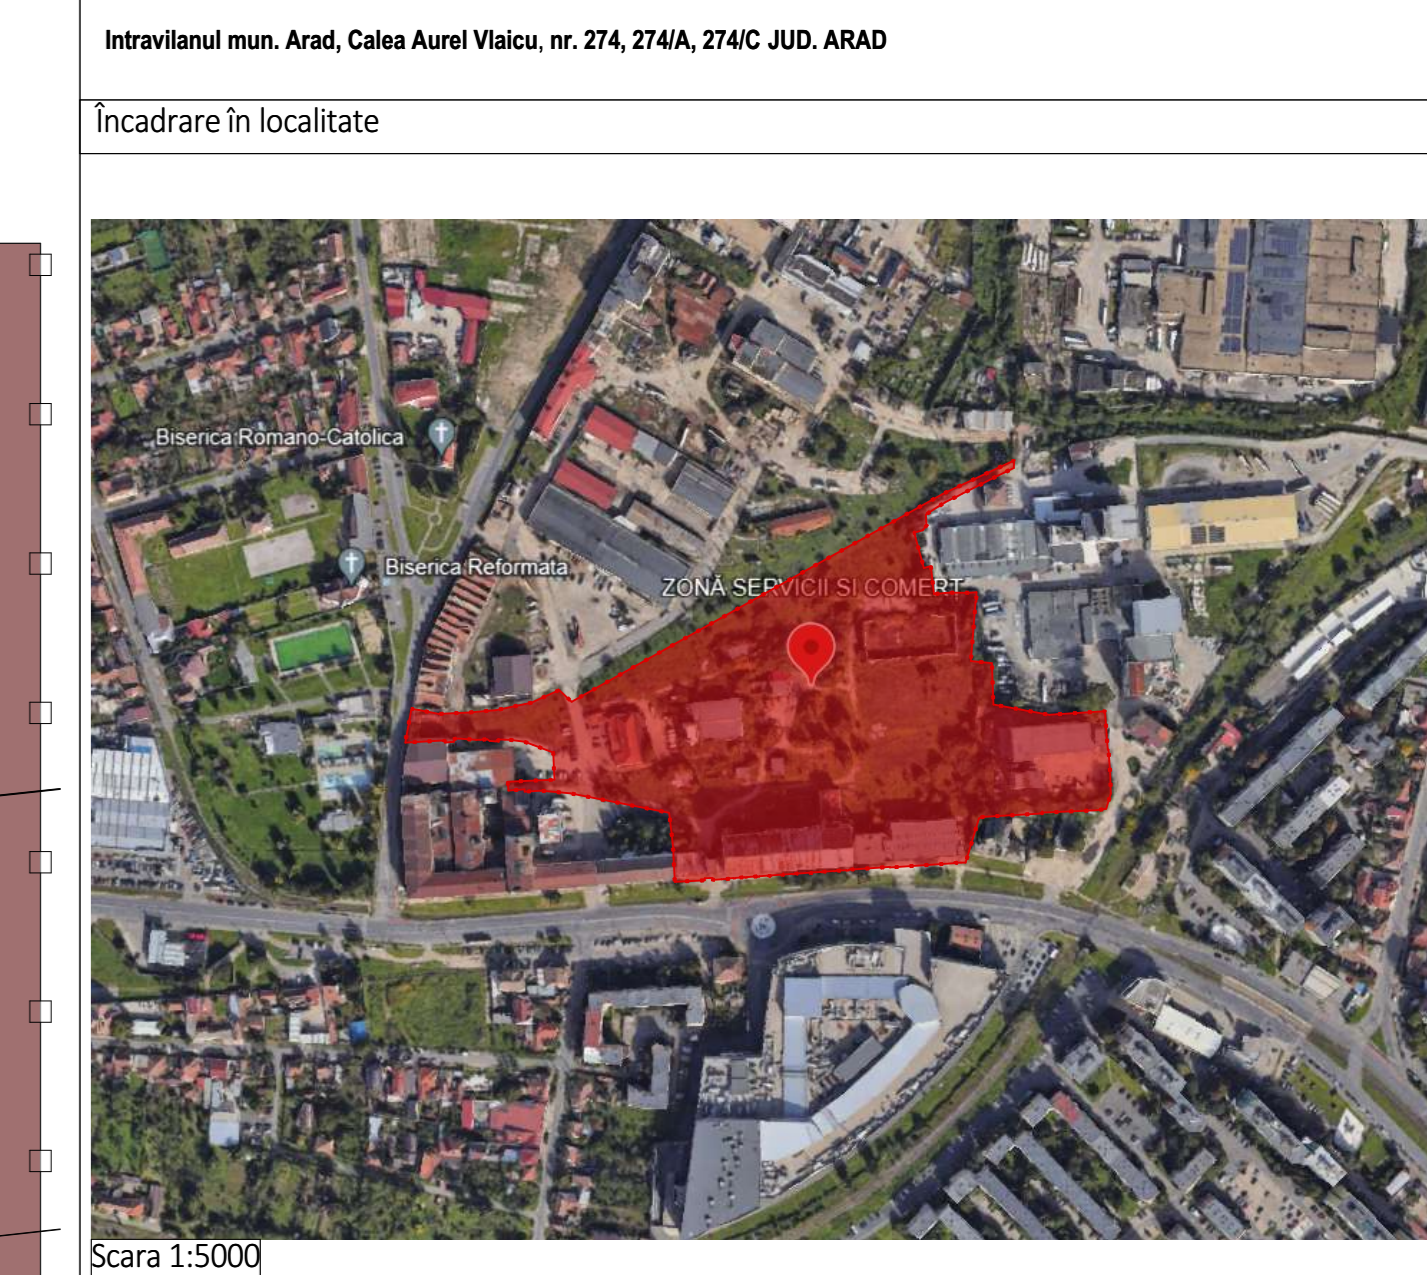 Intravilanul mun. Arad, Calea Aurel Vlaicu, nr. 274, 274/A, 274/C JUD. ARAD
Încadrare în localitate
Biserica Romano-Catolica
Biserica Reformata
ZONĂ SERVICII SI COMERT
Scara 1:5000